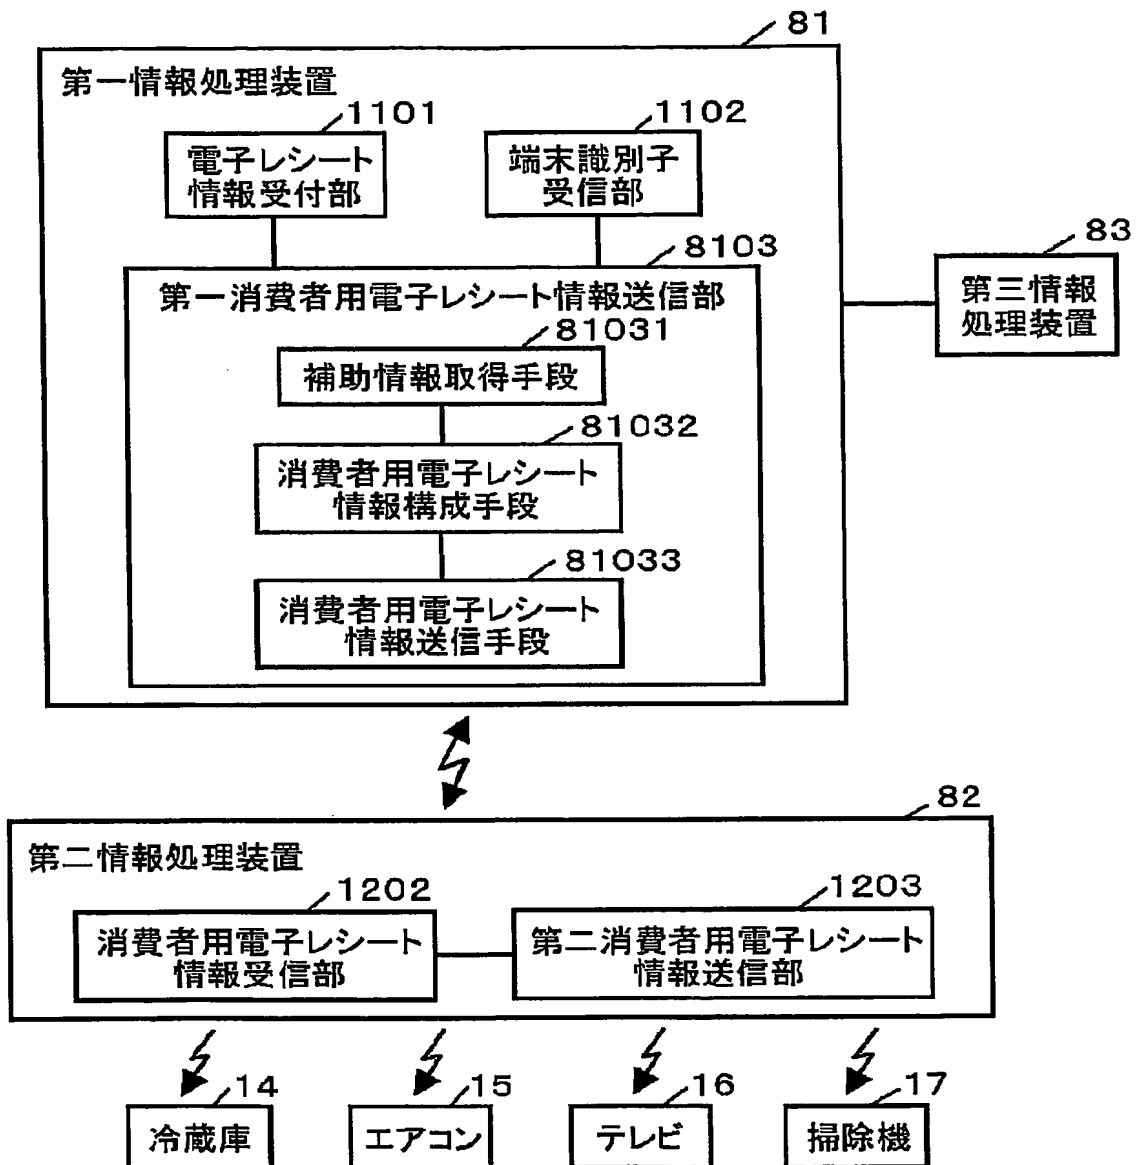 81
第一情報処理装置
1101
1102
電子レシート
情報受付部
端末識別子
受信部
8103
83
第一消費者用電子レシート情報送信部
第三情報
処理装置
81031
補助情報取得手段
81032
消費者用電子レシート
情報構成手段
81033
消費者用電子レシート
情報送信手段
82
第二情報処理装置
1202
1203
消費者用電子レシート
情報受信部
第二消費者用電子レシート
情報送信部
14
15
16
17
冷蔵庫
エアコン
テレビ
掃除機